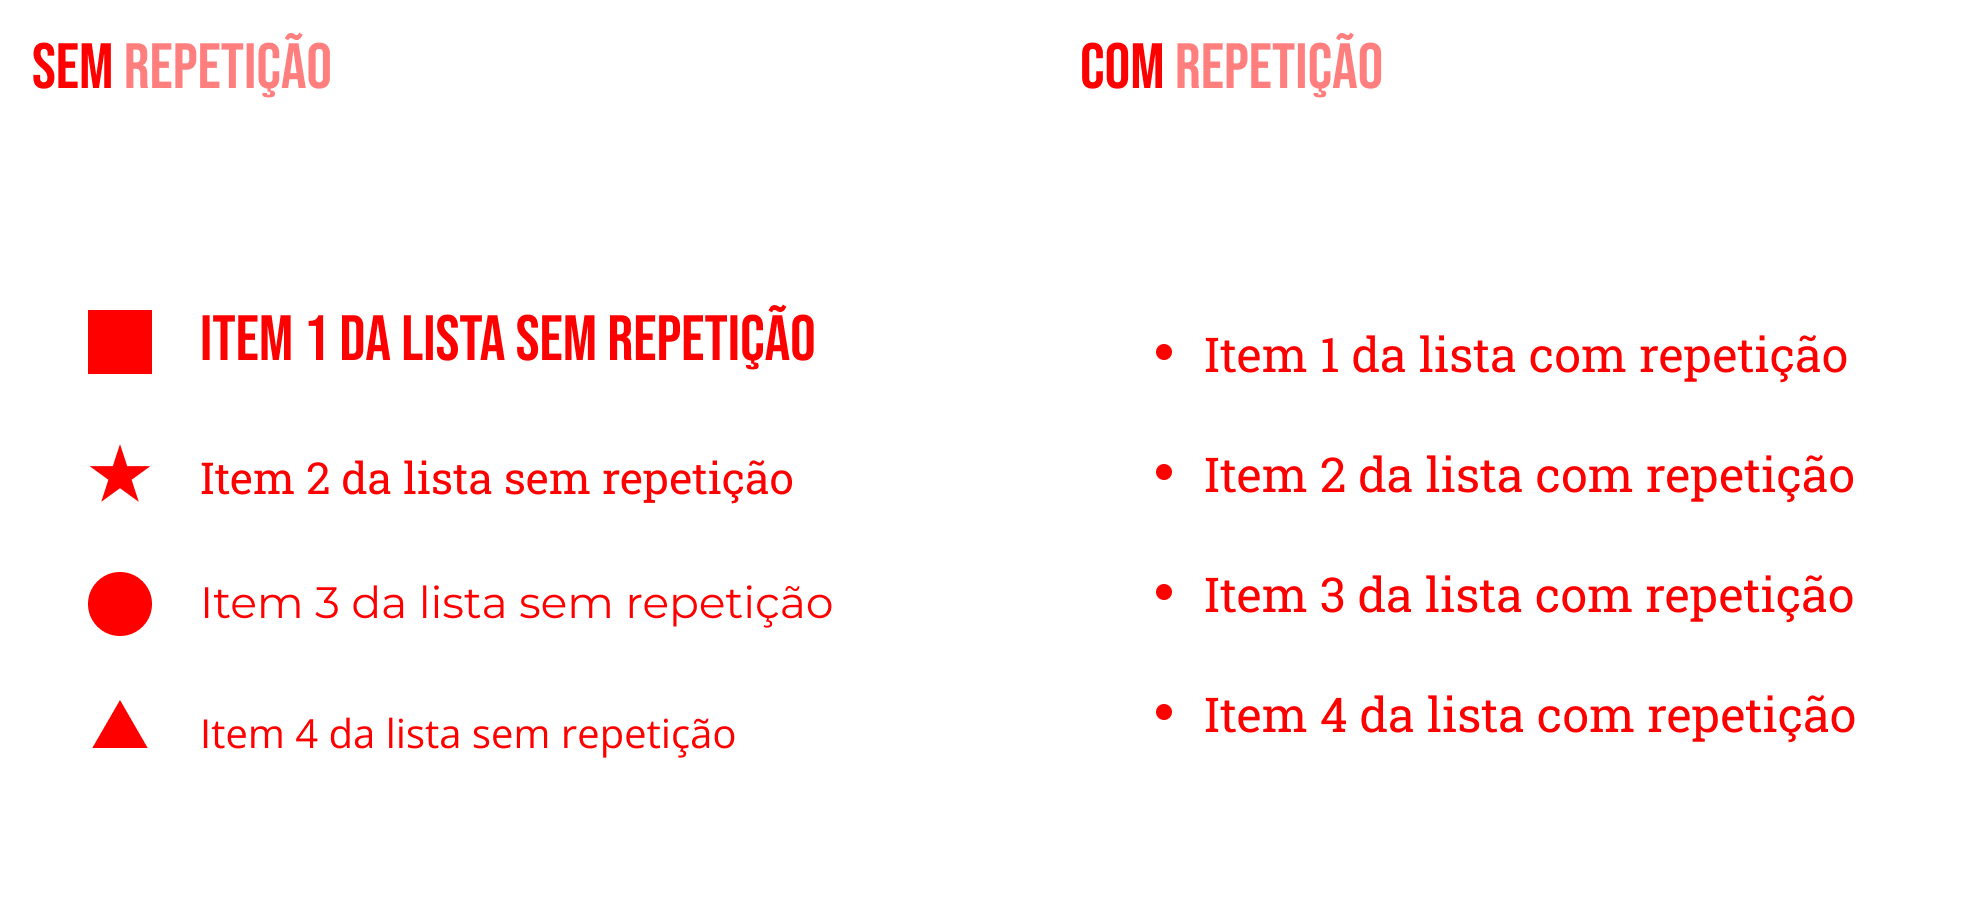 SEM REPETIÇÃO
ITEM 1 DA LISTA SEM REPETIÇÃO
Item 2 da lista sem repetição
Item 3 da lista sem repetição
Item 4 da lista sem repetição
COM REPETIÇÃO
• Item 1 da lista com repetição
• Item 2 da lista com repetição
• Item 3 da lista com repetição
• Item 4 da lista com repetição